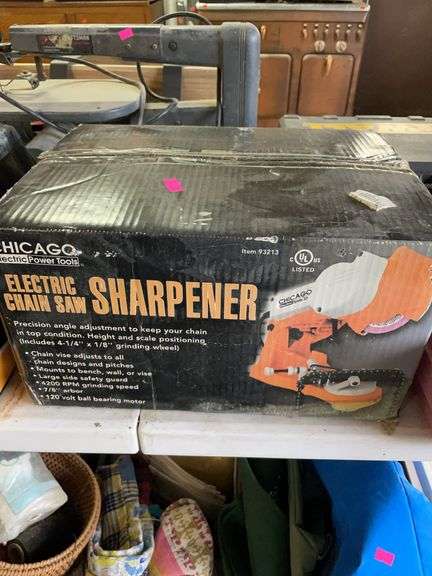 CRAFTSMAN
CHICAGO
Electric Power Tools
Item 93213
C UL US
LISTED
ELECTRIC
CHAIN SAW
SHARPENER
CHICAGO
• Precision angle adjustment to keep your chain
in top condition. Height and scale positioning
(Includes 4-1/4" x 1/8" grinding wheel)
• Chain vise adjusts to all
chain designs and pitches
• Mounts to bench, wall, or vise
• Large side safety guard
• 4200 RPM grinding speed
• 7/8" arbor
• 120 volt ball bearing motor